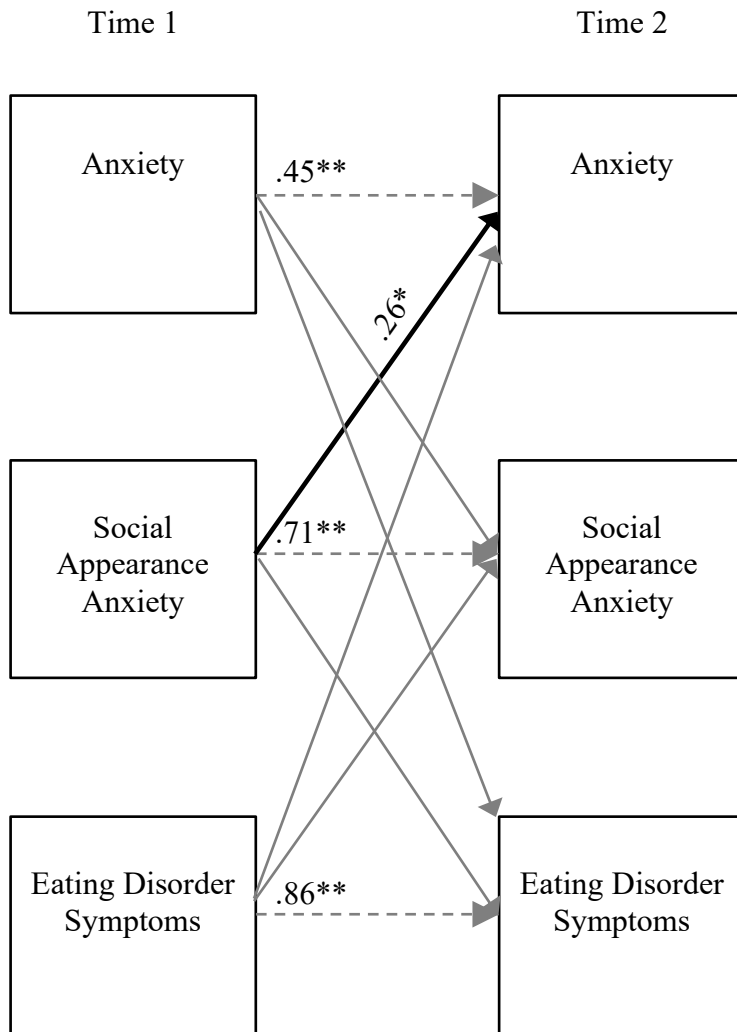 Time 1
Time 2
Anxiety
.45**
Anxiety
.26*
Social
Appearance
Anxiety
.71**
Social
Appearance
Anxiety
Eating Disorder
Symptoms
.86**
Eating Disorder
Symptoms